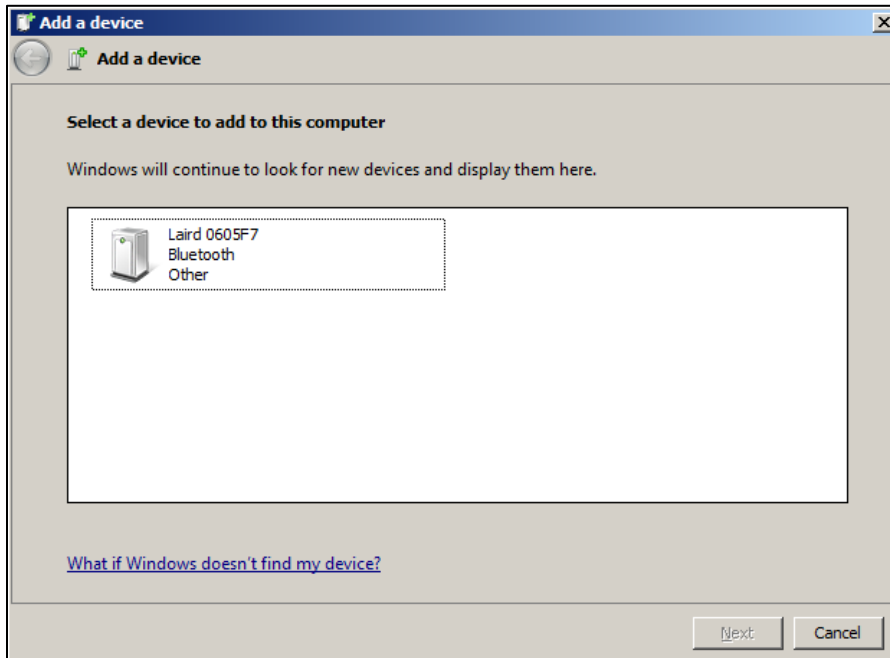 Add a device
Add a device
Select a device to add to this computer
Windows will continue to look for new devices and display them here.
Laird 0605F7
Bluetooth
Other
What if Windows doesn't find my device?
Next
Cancel